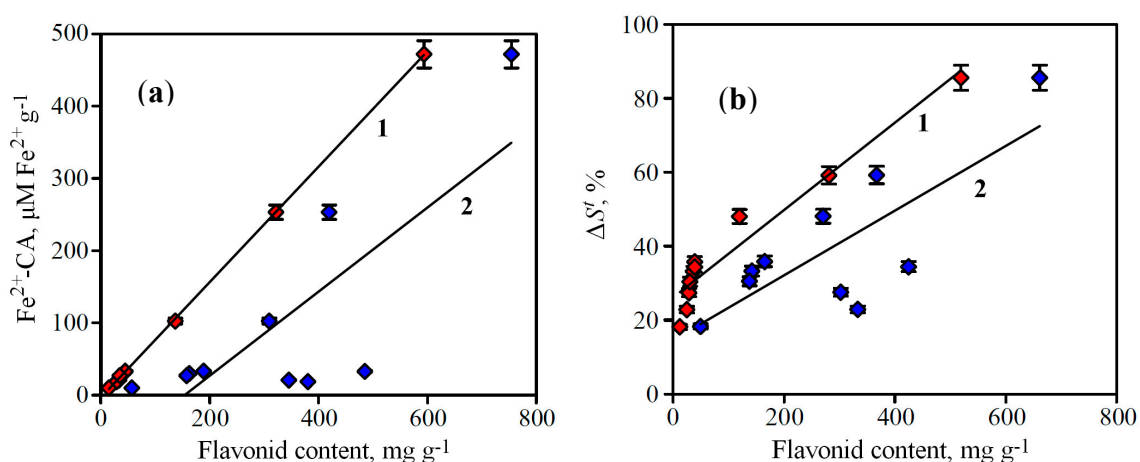 (a)
Fe²⁺-CA, µM Fe²⁺ g⁻¹
500
400
300
200
100
0
1
2
0 200 400 600 800
Flavonid content, mg g⁻¹
(b)
ΔSᵗ, %
100
80
60
40
20
0
1
2
0 200 400 600 800
Flavonid content, mg g⁻¹